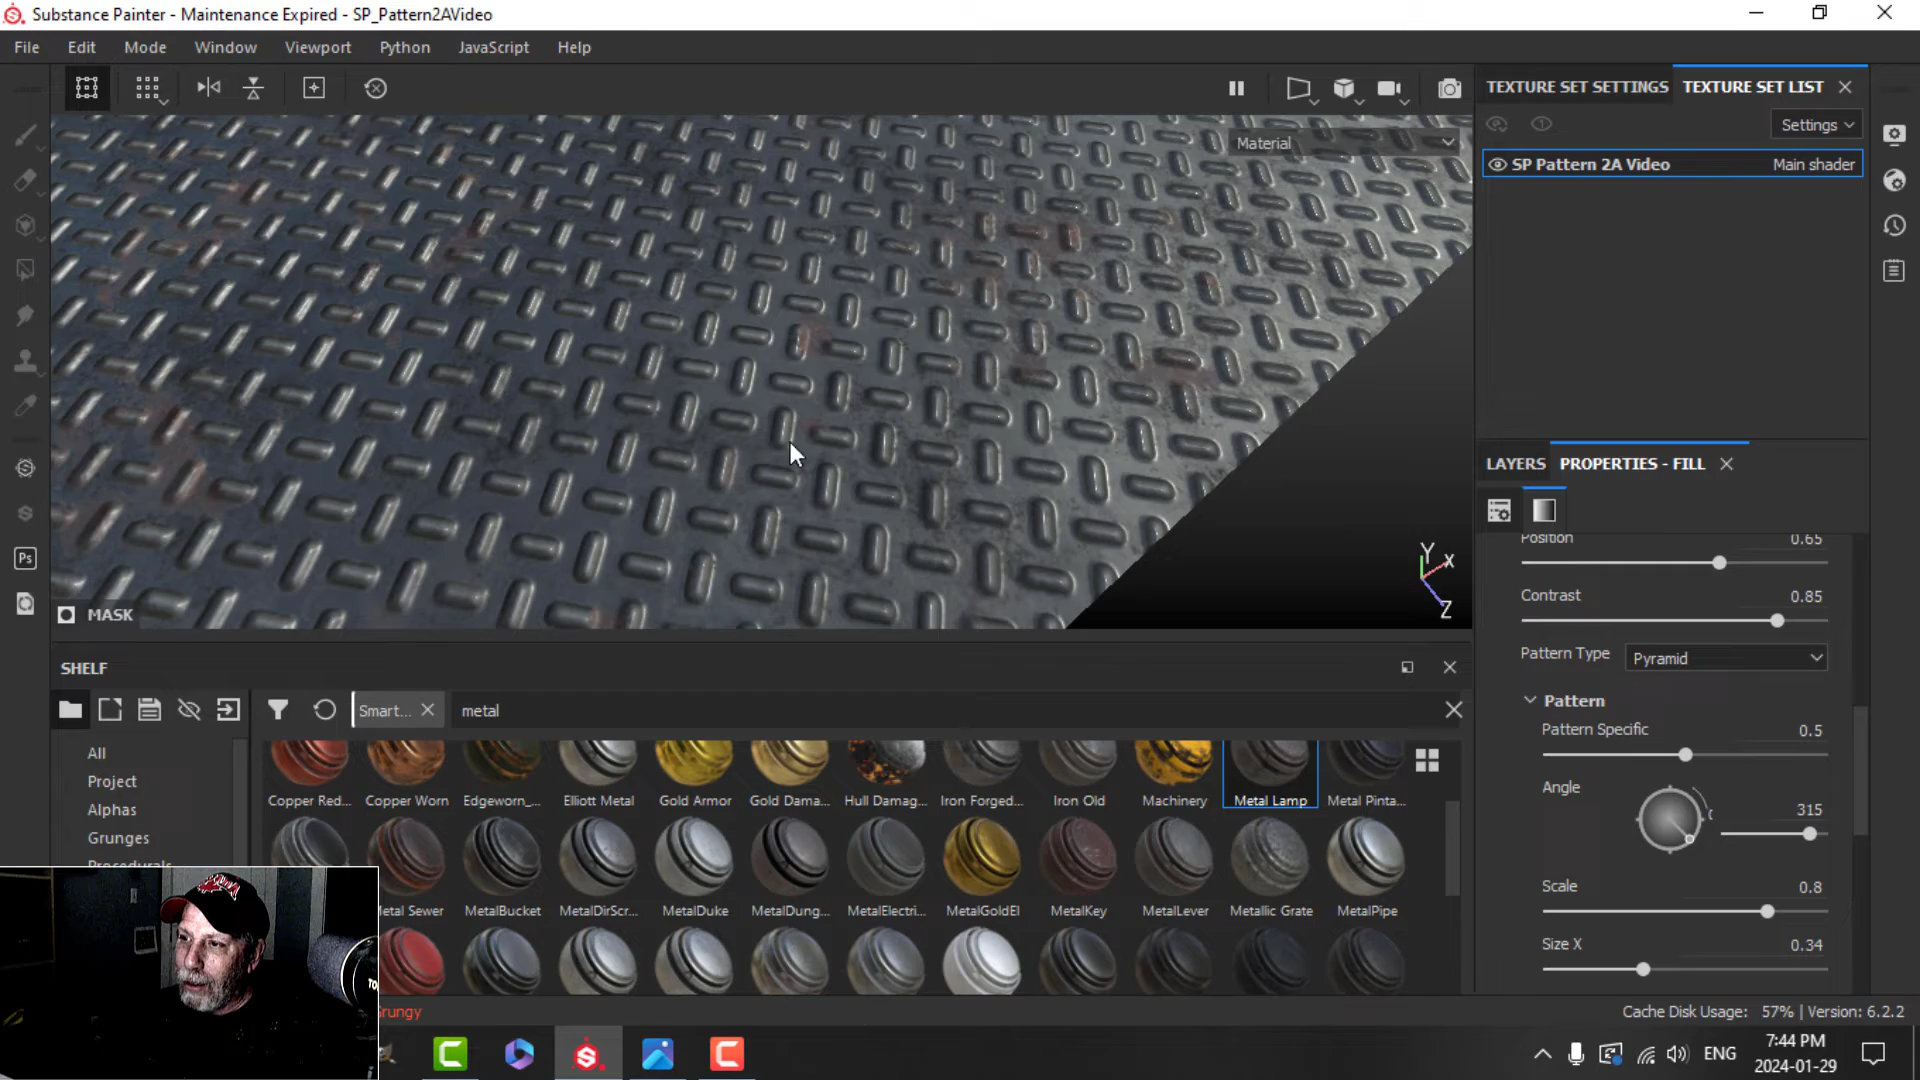 Substance Painter - Maintenance Expired - SP_Pattern2AVideo
File Edit Mode Window Viewport Python JavaScript Help
TEXTURE SET SETTINGS TEXTURE SET LIST
Settings
Material
SP Pattern 2A Video Main shader
LAYERS PROPERTIES - FILL
Position 0.65
Contrast 0.85
Pattern Type Pyramid
Pattern
Pattern Specific 0.5
Angle
315
Scale 0.8
Size X 0.34
Y X
Z
Ps
MASK
SHELF
Smart... metal
All
Project
Alphas
Grunges
Procedurals
Copper Red... Copper Worn Edgeworn_... Elliott Metal Gold Armor Gold Dama... Hull Damag... Iron Forged... Iron Old Machinery Metal Lamp Metal Pinta...
Metal Sewer MetalBucket MetalDirScr... MetalDuke MetalDung... MetalElectri... MetalGoldEl MetalKey MetalLever Metallic Grate MetalPipe
Cache Disk Usage: 57% | Version: 6.2.2
ENG
7:44 PM
2024-01-29